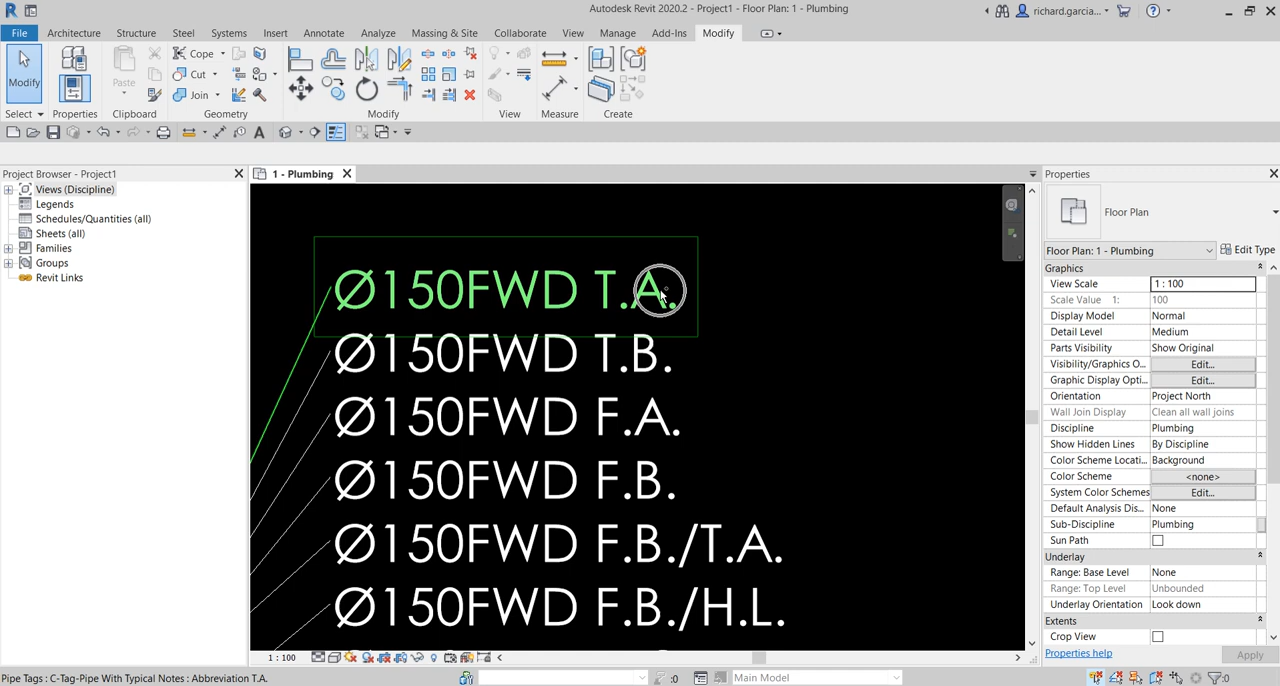 Autodesk Revit 2020.2 - Project1 - Floor Plan: 1 - Plumbing
richard.garcia...
File Architecture Structure Steel Systems Insert Annotate Analyze Massing & Site Collaborate View Manage Add-Ins Modify
Modify Paste Cope Cut Join
Select Properties Clipboard Geometry Modify View Measure Create
Project Browser - Project1
Views (Discipline)
Legends
Schedules/Quantities (all)
Sheets (all)
Families
Groups
Revit Links
1 - Plumbing
Ø150FWD T.A.
Ø150FWD T.B.
Ø150FWD F.A.
Ø150FWD F.B.
Ø150FWD F.B./T.A.
Ø150FWD F.B./H.L.
1 : 100
Properties
Floor Plan
Floor Plan: 1 - Plumbing Edit Type
Graphics
View Scale 1 : 100
Scale Value 1: 100
Display Model Normal
Detail Level Medium
Parts Visibility Show Original
Visibility/Graphics O... Edit...
Graphic Display Opti... Edit...
Orientation Project North
Wall Join Display Clean all wall joins
Discipline Plumbing
Show Hidden Lines By Discipline
Color Scheme Locati... Background
Color Scheme <none>
System Color Schemes Edit...
Default Analysis Dis... None
Sub-Discipline Plumbing
Sun Path
Underlay
Range: Base Level None
Range: Top Level Unbounded
Underlay Orientation Look down
Extents
Crop View
Properties help Apply
Pipe Tags : C-Tag-Pipe With Typical Notes : Abbreviation T.A. :0 Main Model :0